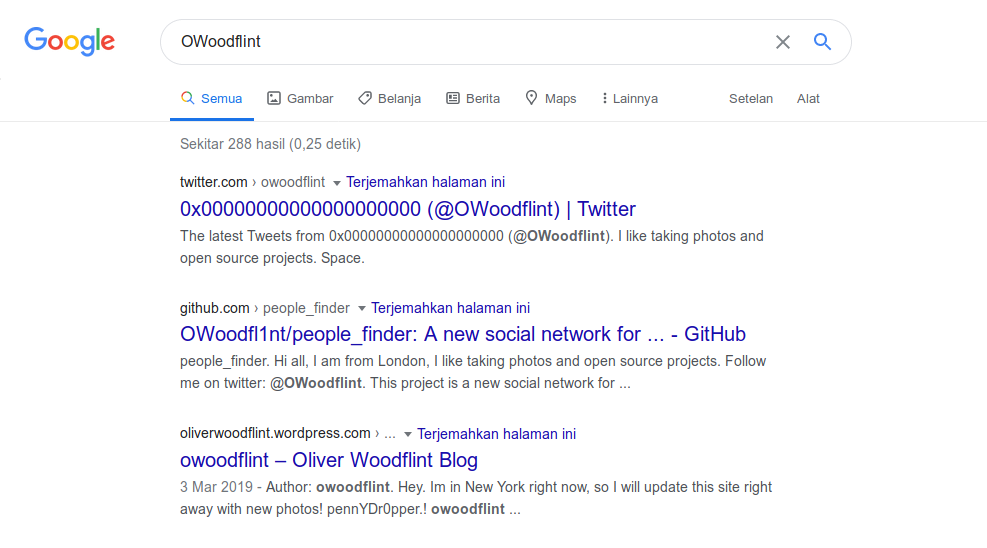 Google
OWoodflint
Semua Gambar Belanja Berita Maps Lainnya Setelan Alat
Sekitar 288 hasil (0,25 detik)
twitter.com › owoodflint Terjemahkan halaman ini
0x00000000000000000000 (@OWoodflint) | Twitter
The latest Tweets from 0x00000000000000000000 (@OWoodflint). I like taking photos and
open source projects. Space.
github.com › people_finder Terjemahkan halaman ini
OWoodfl1nt/people_finder: A new social network for ... - GitHub
people_finder. Hi all, I am from London, I like taking photos and open source projects. Follow
me on twitter: @OWoodflint. This project is a new social network for ...
oliverwoodflint.wordpress.com › ... Terjemahkan halaman ini
owoodflint – Oliver Woodflint Blog
3 Mar 2019 - Author: owoodflint. Hey. Im in New York right now, so I will update this site right
away with new photos! pennYDr0pper.! owoodflint ...